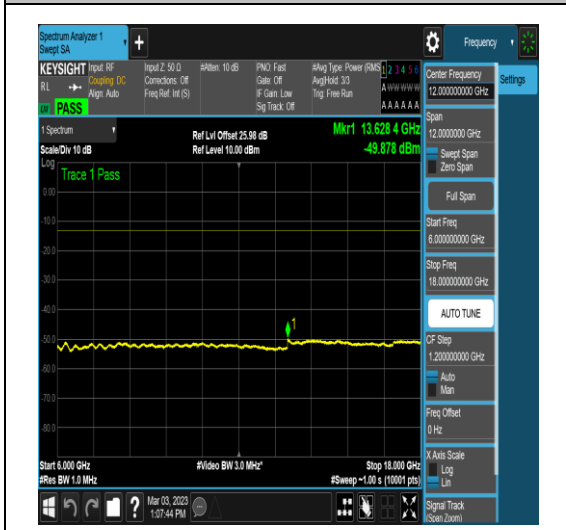 Spectrum Analyzer 1
Swept SA
Frequency
KEYSIGHT
RL
Input: RF
Coupling: DC
Align: Auto
PASS
Input Z: 50 Ω
Corrections: Off
Freq Ref: Int (S)
#Atten: 10 dB
PNO: Fast
Gate: Off
IF Gain: Low
Sig Track: Off
#Avg Type: Power (RMS)
Avg|Hold: 3/3
Trig: Free Run
1 2 3 4 5 6
A W W W W W
A A A A A A
1 Spectrum
Scale/Div 10 dB
Ref Lvl Offset 25.98 dB
Ref Level 10.00 dBm
Mkr1 13.628 4 GHz
-49.878 dBm
Log
Trace 1 Pass
0.00
-10.0
-20.0
-30.0
-40.0
-50.0
-60.0
-70.0
-80.0
1
Start 6.000 GHz
#Res BW 1.0 MHz
#Video BW 3.0 MHz*
Stop 18.000 GHz
#Sweep ~1.00 s (10001 pts)
Mar 03, 2023
1:07:44 PM
Center Frequency
12.000000000 GHz
Settings
Span
12.0000000 GHz
Swept Span
Zero Span
Full Span
Start Freq
6.000000000 GHz
Stop Freq
18.000000000 GHz
AUTO TUNE
CF Step
1.200000000 GHz
Auto
Man
Freq Offset
0 Hz
X Axis Scale
Log
Lin
Signal Track
(Span Zoom)